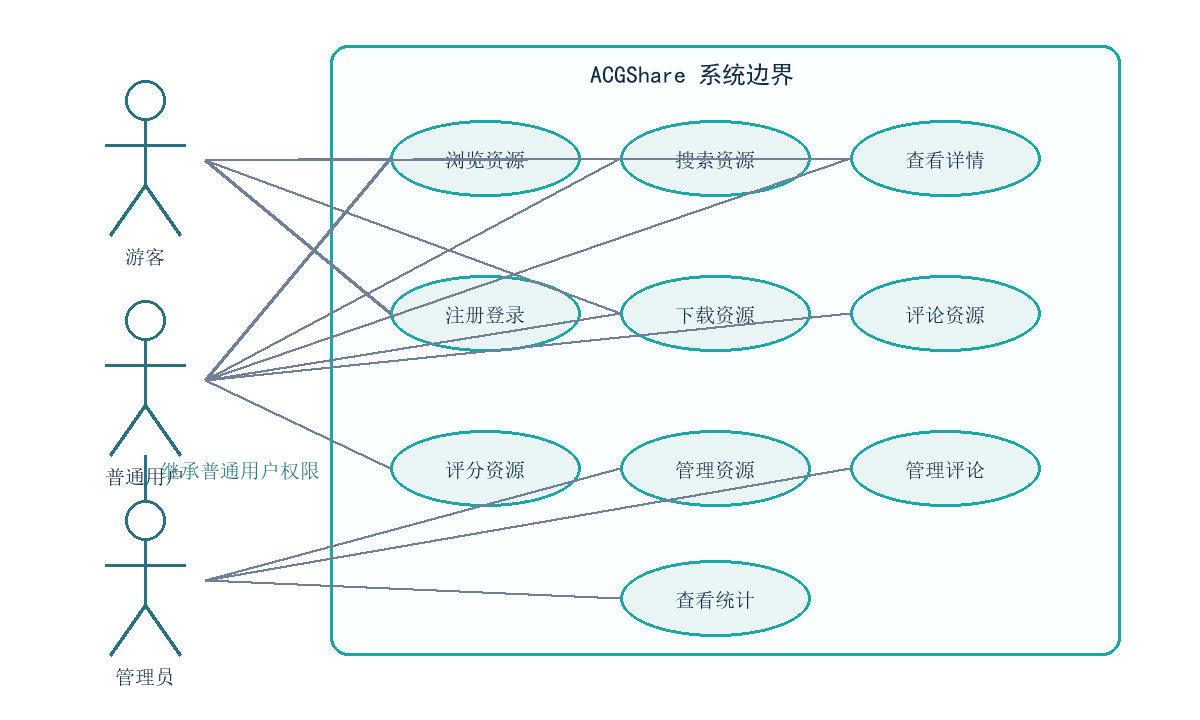 ACGShare 系统边界
浏览资源
搜索资源
查看详情
游客
注册登录
下载资源
评论资源
普通用户
继承普通用户权限
评分资源
管理资源
管理评论
查看统计
管理员